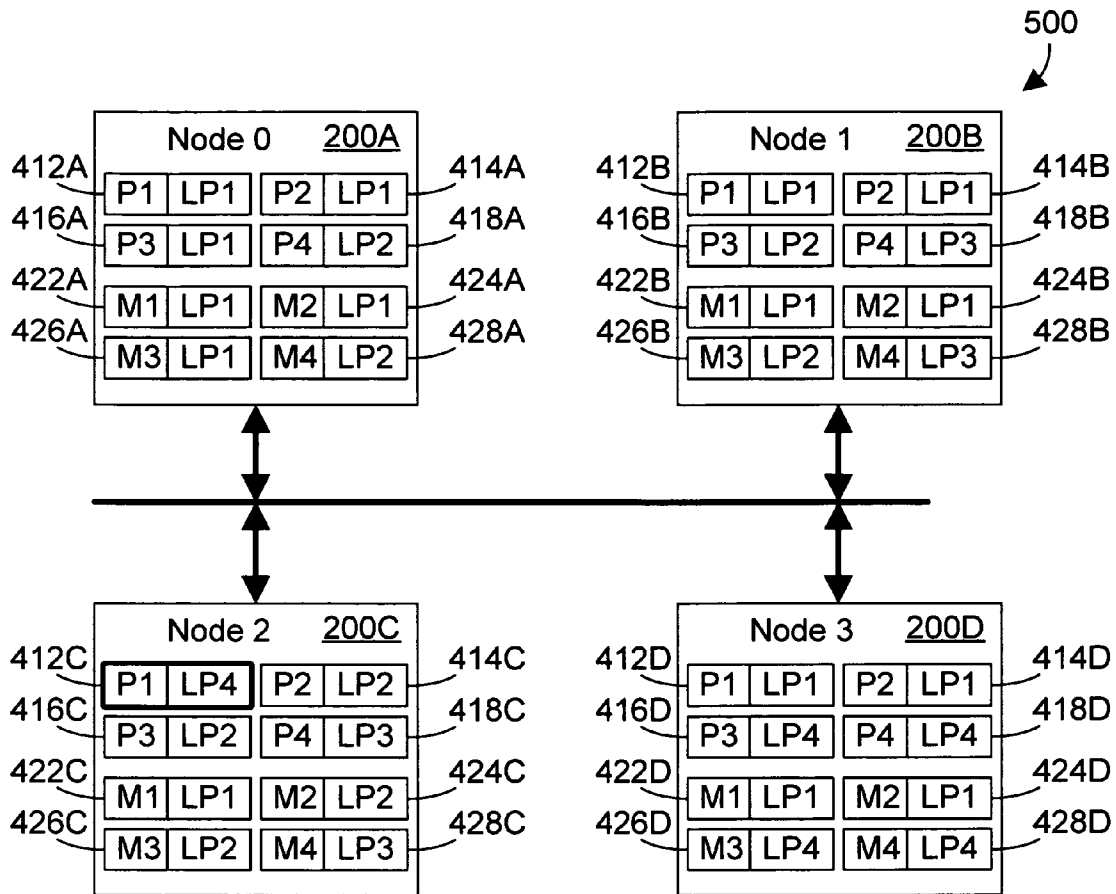 500
Node 0 200A
412A P1 LP1 P2 LP1 414A
416A P3 LP1 P4 LP2 418A
422A M1 LP1 M2 LP1 424A
426A M3 LP1 M4 LP2 428A
Node 1 200B
412B P1 LP1 P2 LP1 414B
416B P3 LP2 P4 LP3 418B
422B M1 LP1 M2 LP1 424B
426B M3 LP2 M4 LP3 428B
Node 2 200C
412C P1 LP4 P2 LP2 414C
416C P3 LP2 P4 LP3 418C
422C M1 LP1 M2 LP2 424C
426C M3 LP2 M4 LP3 428C
Node 3 200D
412D P1 LP1 P2 LP1 414D
416D P3 LP4 P4 LP4 418D
422D M1 LP1 M2 LP1 424D
426D M3 LP4 M4 LP4 428D